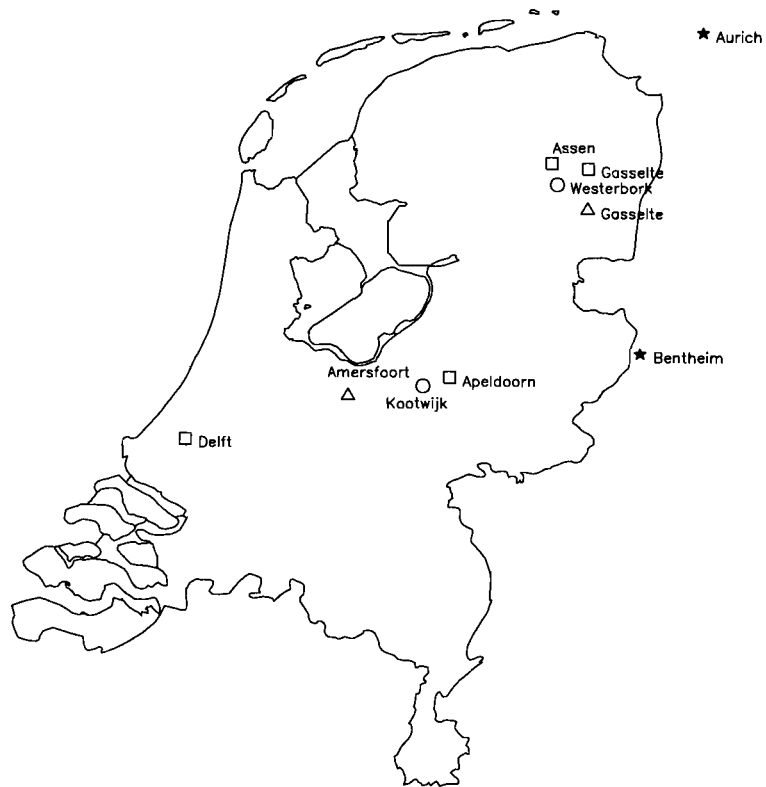 Aurich
Assen
Gasselte
Westerbork
Gasselte
Bentheim
Amersfoort
Apeldoorn
Kootwijk
Delft